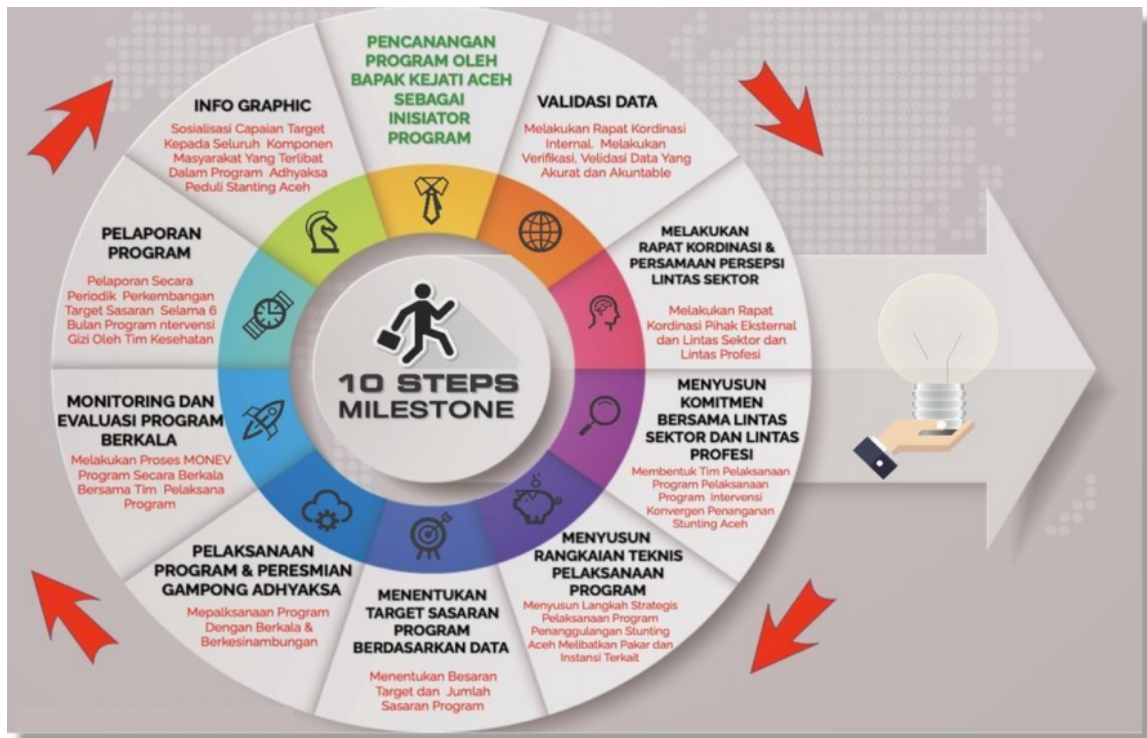 PENCANANGAN
PROGRAM OLEH
BAPAK KEJATI ACEH
SEBAGAI
INISIATOR
PROGRAM
VALIDASI DATA
Melakukan Rapat Kordinasi
Internal. Melakukan
Verifikasi, Velidasi Data Yang
Akurat dan Akuntable
MELAKUKAN
RAPAT KORDINASI &
PERSAMAAN PERSEPSI
LINTAS SEKTOR
Melakukan Rapat
Kordinasi Pihak Eksternal
dan Lintas Sektor dan
Lintas Profesi
MENYUSUN
KOMITMEN
BERSAMA LINTAS
SEKTOR DAN LINTAS
PROFESI
Membentuk Tim Pelaksanaan
Program Pelaksanaan
Program Intervensi
Konvergen Penanganan
Stunting Aceh
MENYUSUN
RANGKAIAN TEKNIS
PELAKSANAAN
PROGRAM
Menyusun Langkah Strategis
Pelaksanaan Program
Penanggulangan Stunting
Aceh Melibatkan Pakar dan
Instansi Terkait
MENENTUKAN
TARGET SASARAN
PROGRAM
BERDASARKAN DATA
Menentukan Besaran
Target dan Jumlah
Sasaran Program
PELAKSANAAN
PROGRAM & PERESMIAN
GAMPONG ADHYAKSA
Mepalksanaan Program
Dengan Berkala &
Berkesinambungan
MONITORING DAN
EVALUASI PROGRAM
BERKALA
Melakukan Proses MONEV
Program Secara Berkala
Bersama Tim Pelaksana
Program
PELAPORAN
PROGRAM
Pelaporan Secara
Periodik Perkembangan
Target Sasaran Selama 6
Bulan Program ntervensi
Gizi Oleh Tim Kesehatan
INFO GRAPHIC
Sosialisasi Capaian Target
Kepada Seluruh Komponen
Masyarakat Yang Terlibat
Dalam Program Adhyaksa
Peduli Stanting Aceh
10 STEPS
MILESTONE